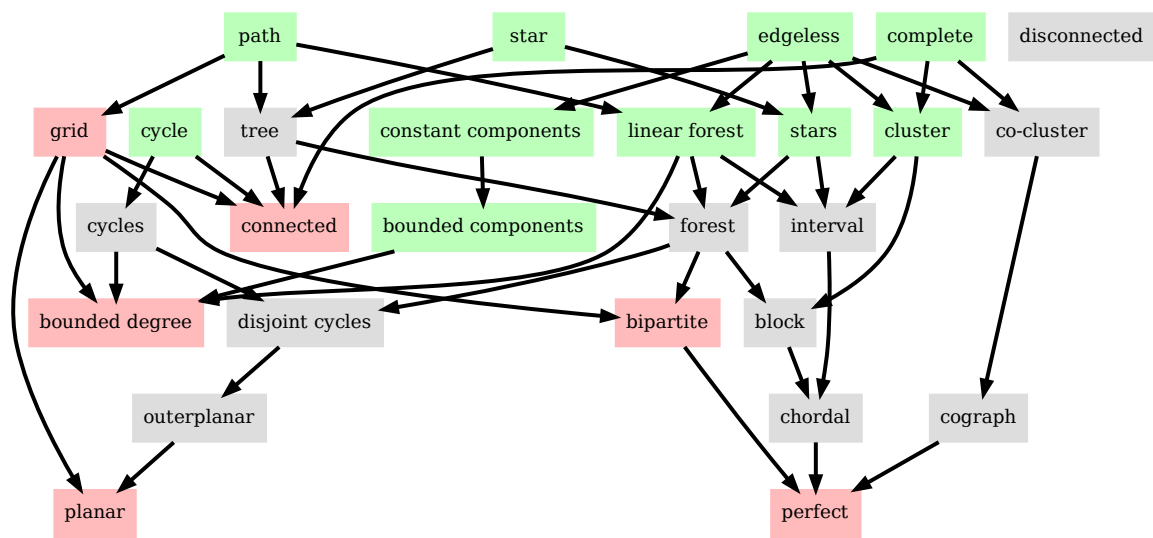 path
star
edgeless
complete
disconnected
grid
cycle
tree
constant components
linear forest
stars
cluster
co-cluster
cycles
connected
bounded components
forest
interval
bounded degree
disjoint cycles
bipartite
block
outerplanar
chordal
cograph
planar
perfect